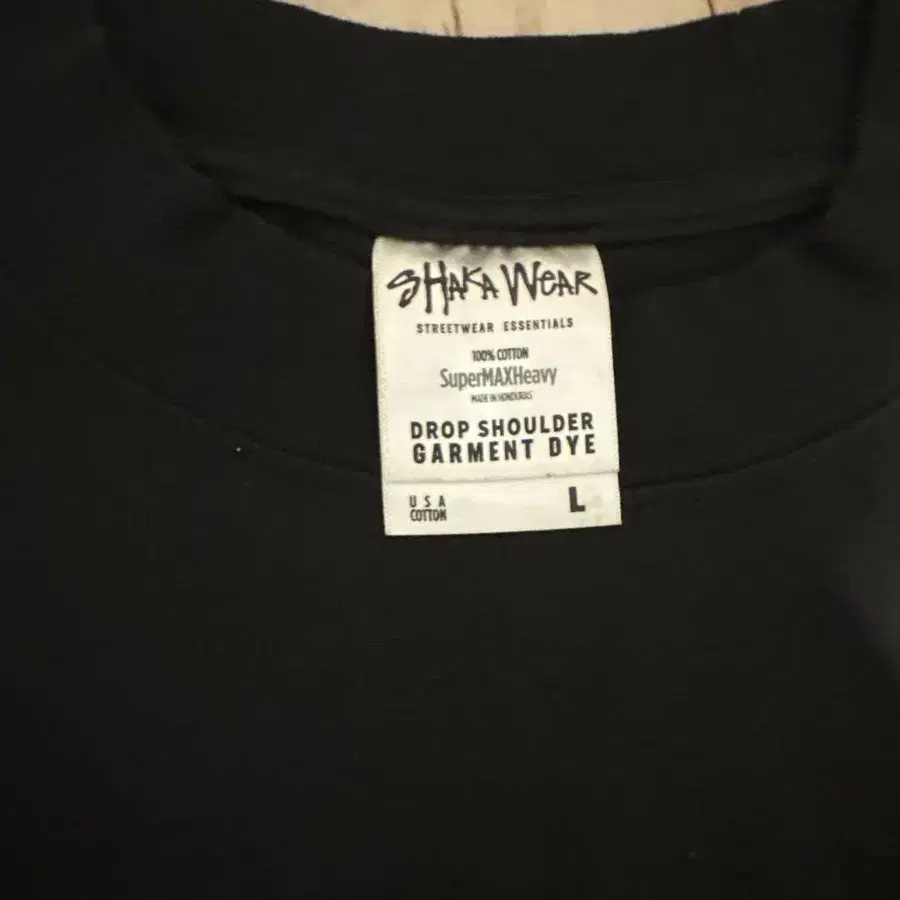 SHAKA WEAR
STREETWEAR ESSENTIALS
100% COTTON
SuperMAXHeavy
MADE IN HONDURAS
DROP SHOULDER
GARMENT DYE
USA
COTTON
L